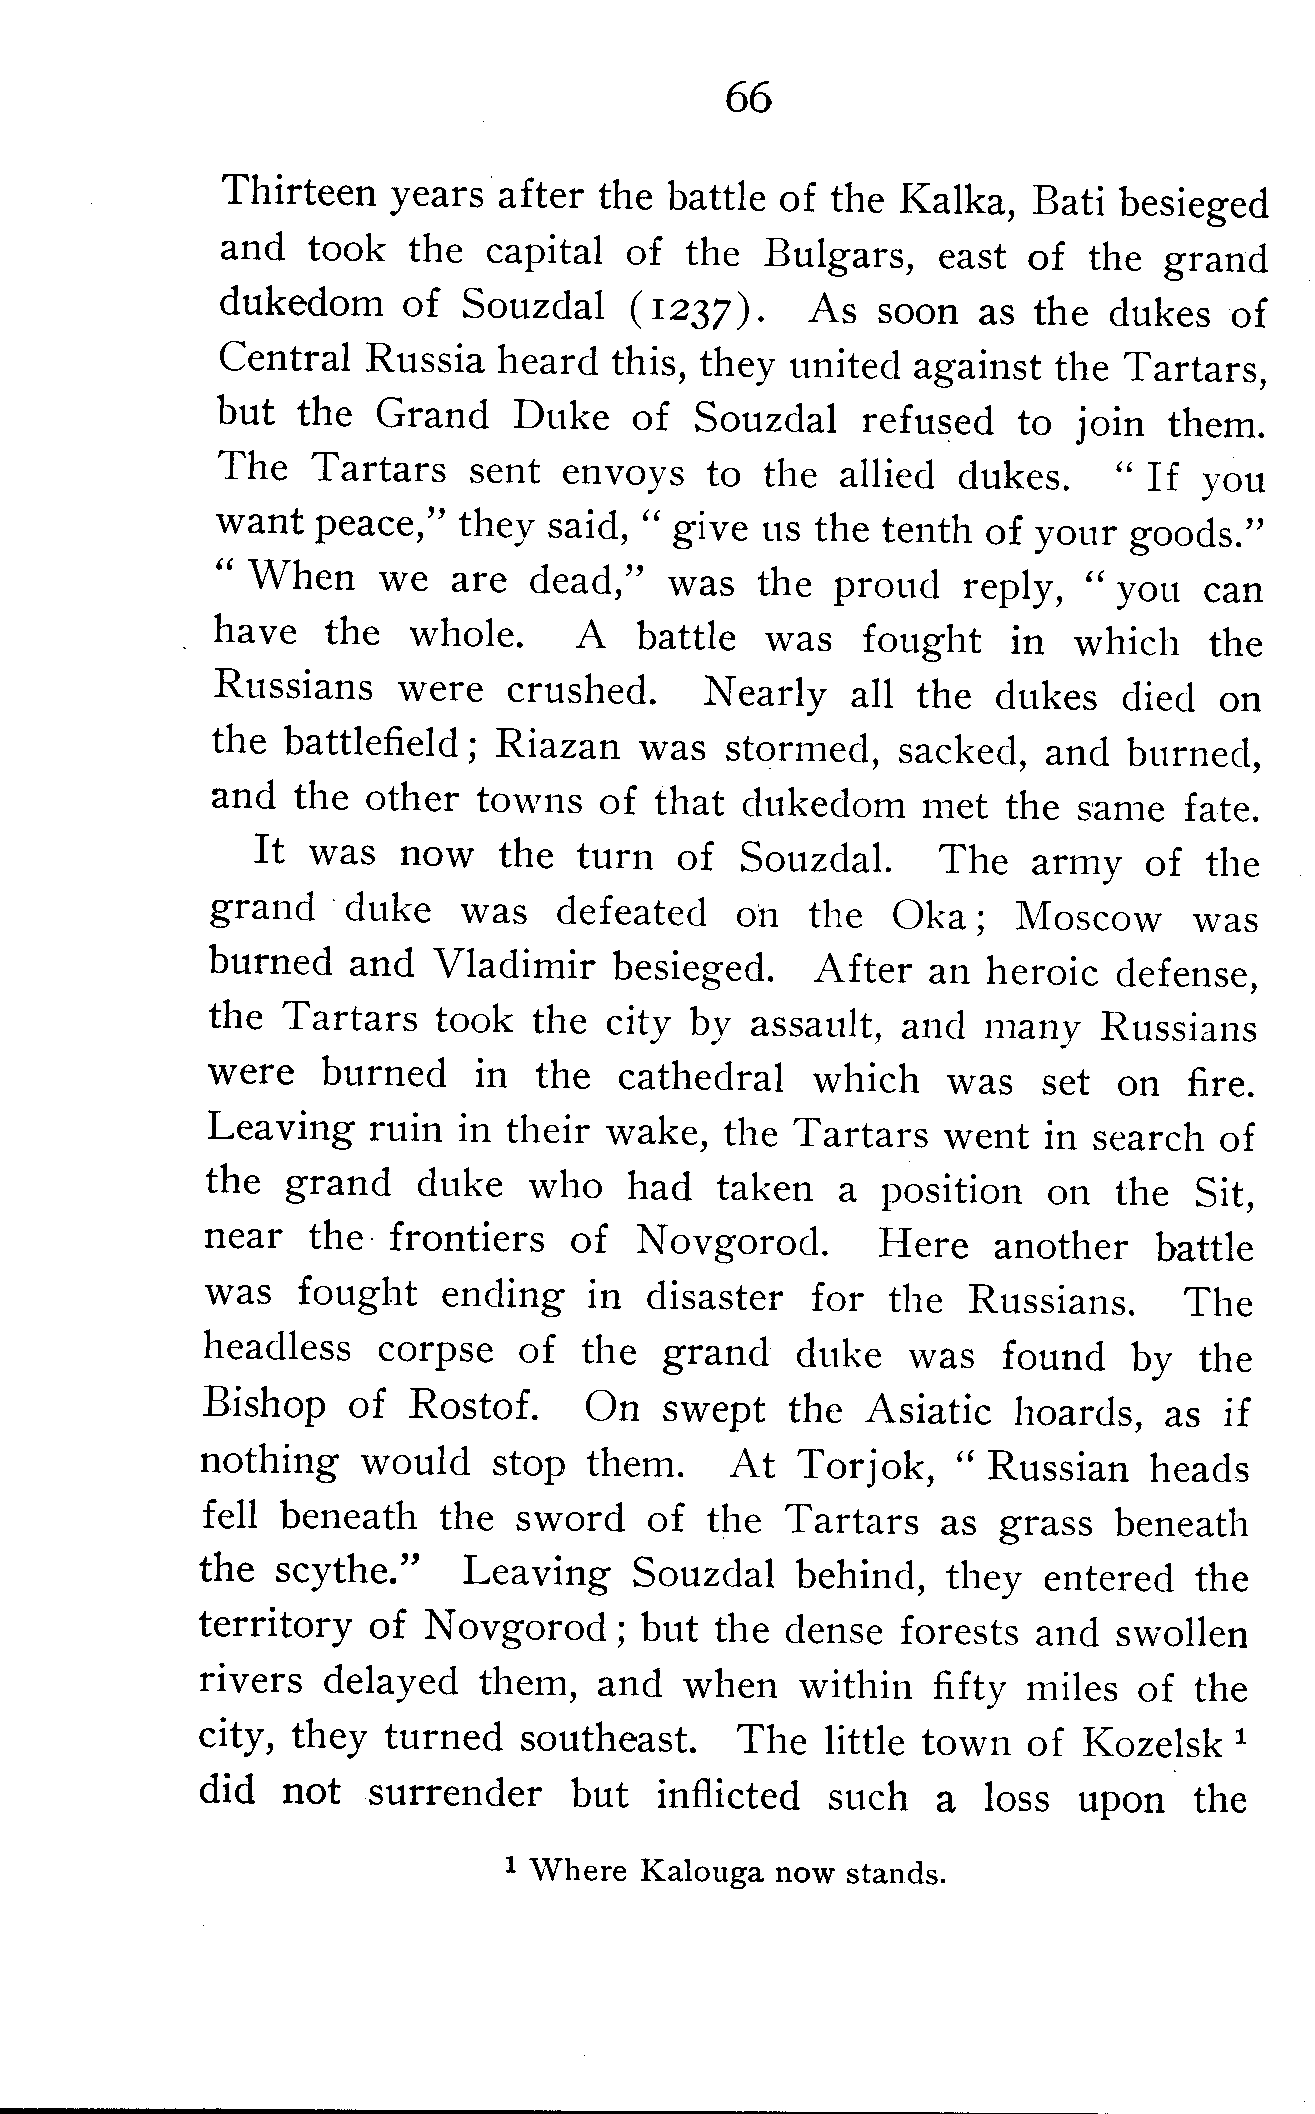 66
Thirteen years after the battle of the Kalka, Bati besieged
and took the capital of the Bulgars, east of the grand
dukedom of Souzdal (1237). As soon as the dukes of
Central Russia heard this, they united against the Tartars,
but the Grand Duke of Souzdal refused to join them.
The Tartars sent envoys to the allied dukes. “ If you
want peace,” they said, “ give us the tenth of your goods.”
“ When we are dead,” was the proud reply, “ you can
have the whole. A battle was fought in which the
Russians were crushed. Nearly all the dukes died on
the battlefield; Riazan was stormed, sacked, and burned,
and the other towns of that dukedom met the same fate.
It was now the turn of Souzdal. The army of the
grand duke was defeated on the Oka; Moscow was
burned and Vladimir besieged. After an heroic defense,
the Tartars took the city by assault, and many Russians
were burned in the cathedral which was set on fire.
Leaving ruin in their wake, the Tartars went in search of
the grand duke who had taken a position on the Sit,
near the frontiers of Novgorod. Here another battle
was fought ending in disaster for the Russians. The
headless corpse of the grand duke was found by the
Bishop of Rostof. On swept the Asiatic hoards, as if
nothing would stop them. At Torjok, “ Russian heads
fell beneath the sword of the Tartars as grass beneath
the scythe.” Leaving Souzdal behind, they entered the
territory of Novgorod; but the dense forests and swollen
rivers delayed them, and when within fifty miles of the
city, they turned southeast. The little town of Kozelsk ¹
did not surrender but inflicted such a loss upon the
¹ Where Kalouga now stands.